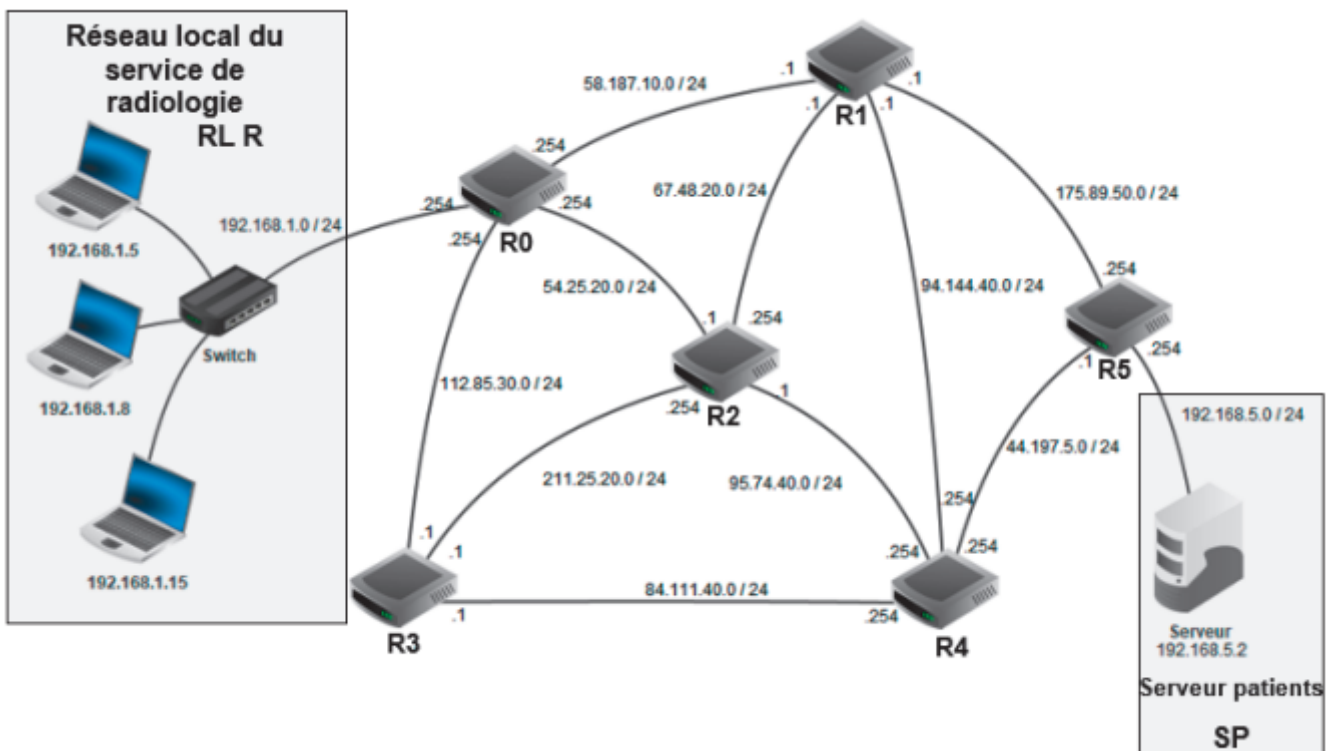 Réseau local du
service de
radiologie
RL R
192.168.1.5
192.168.1.8
192.168.1.15
Switch
192.168.1.0 / 24
.254
.254
.254
.254
R0
58.187.10.0 / 24
.1
.1
.1
.1
R1
67.48.20.0 / 24
54.25.20.0 / 24
112.85.30.0 / 24
.1
.254
.254
.1
R2
94.144.40.0 / 24
175.89.50.0 / 24
.254
.1
.254
R5
192.168.5.0 / 24
44.197.5.0 / 24
211.25.20.0 / 24
95.74.40.0 / 24
.1
.1
.1
R3
84.111.40.0 / 24
.254
.254
.254
.254
R4
Serveur
192.168.5.2
Serveur patients
SP